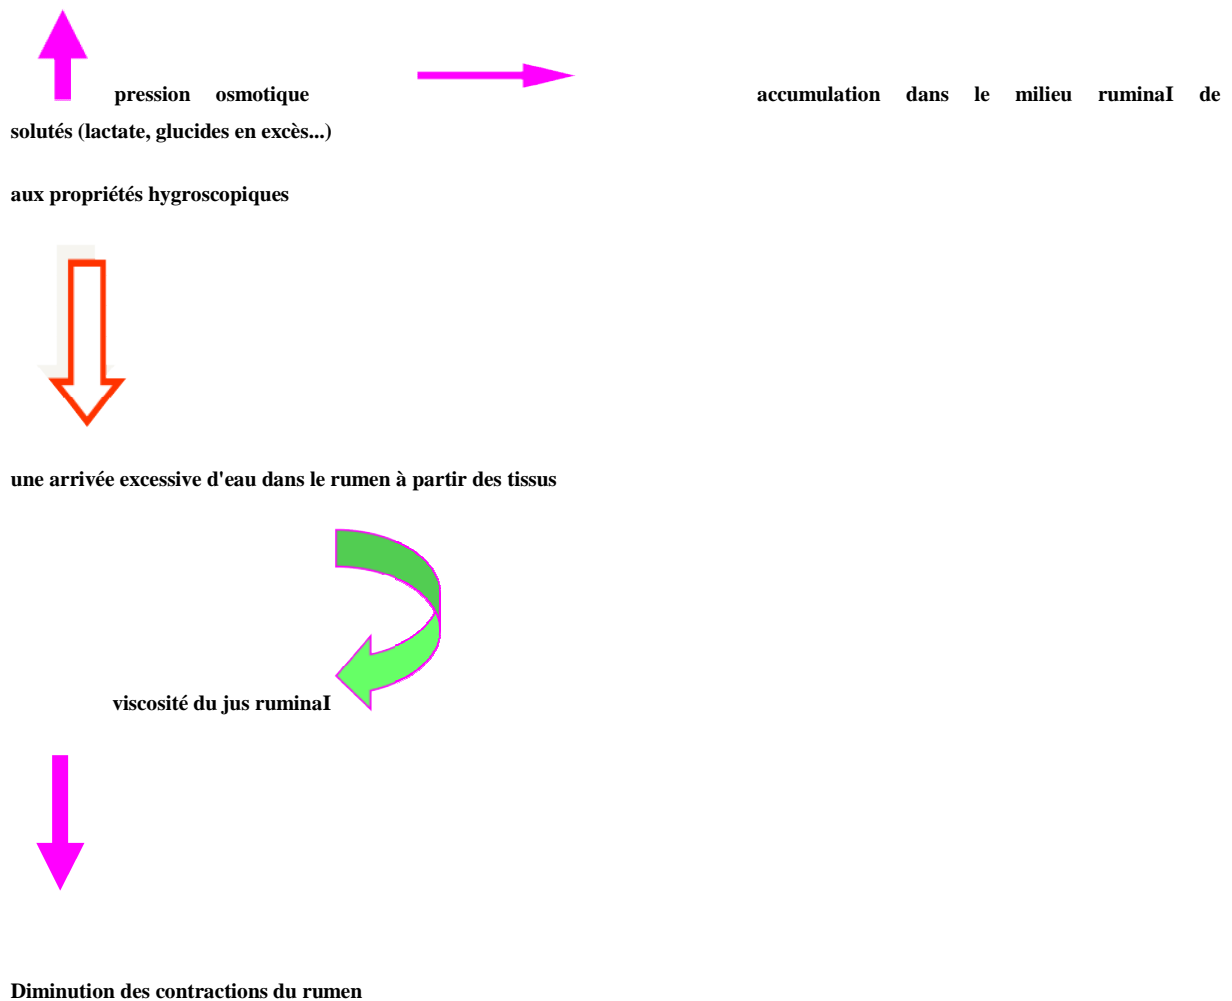 pression osmotique accumulation dans le milieu ruminaI de
solutés (lactate, glucides en excès...)
aux propriétés hygroscopiques
une arrivée excessive d'eau dans le rumen à partir des tissus
viscosité du jus ruminaI
Diminution des contractions du rumen